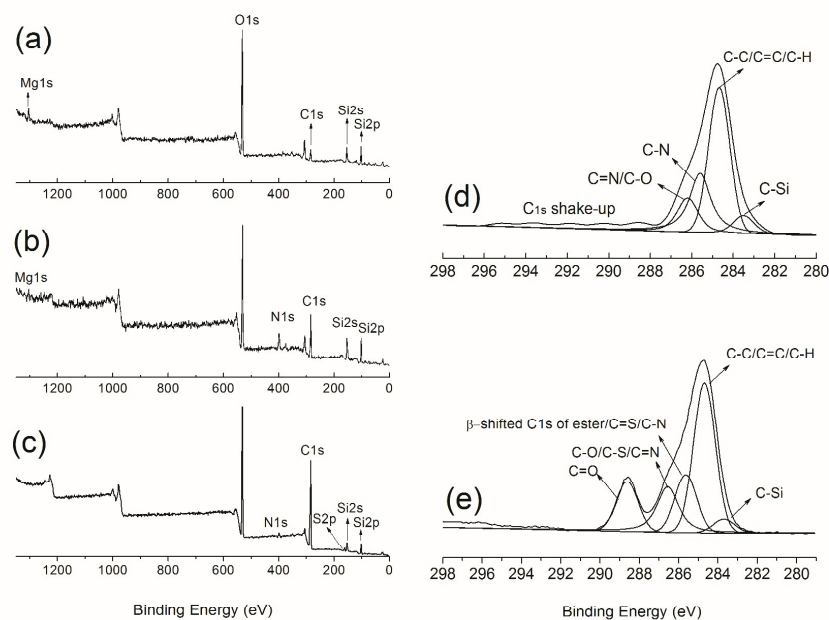 (a)
Mg1s
O1s
C1s
Si2s
Si2p
1200 1000 800 600 400 200 0
(b)
Mg1s
N1s
C1s
Si2s
Si2p
1200 1000 800 600 400 200 0
(c)
N1s
C1s
S2p
Si2s
Si2p
1200 1000 800 600 400 200 0
Binding Energy (eV)
(d)
C-C/C=C/C-H
C-N
C=N/C-O
C-Si
C1s shake-up
298 296 294 292 290 288 286 284 282 280
(e)
C-C/C=C/C-H
β-shifted C1s of ester/C=S/C-N
C-O/C-S/C=N
C=O
C-Si
298 296 294 292 290 288 286 284 282 280
Binding Energy (eV)